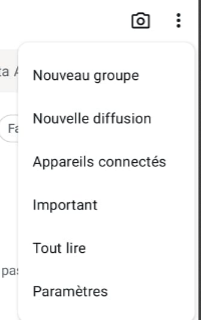 Nouveau groupe
Nouvelle diffusion
Appareils connectés
Important
Tout lire
Paramètres